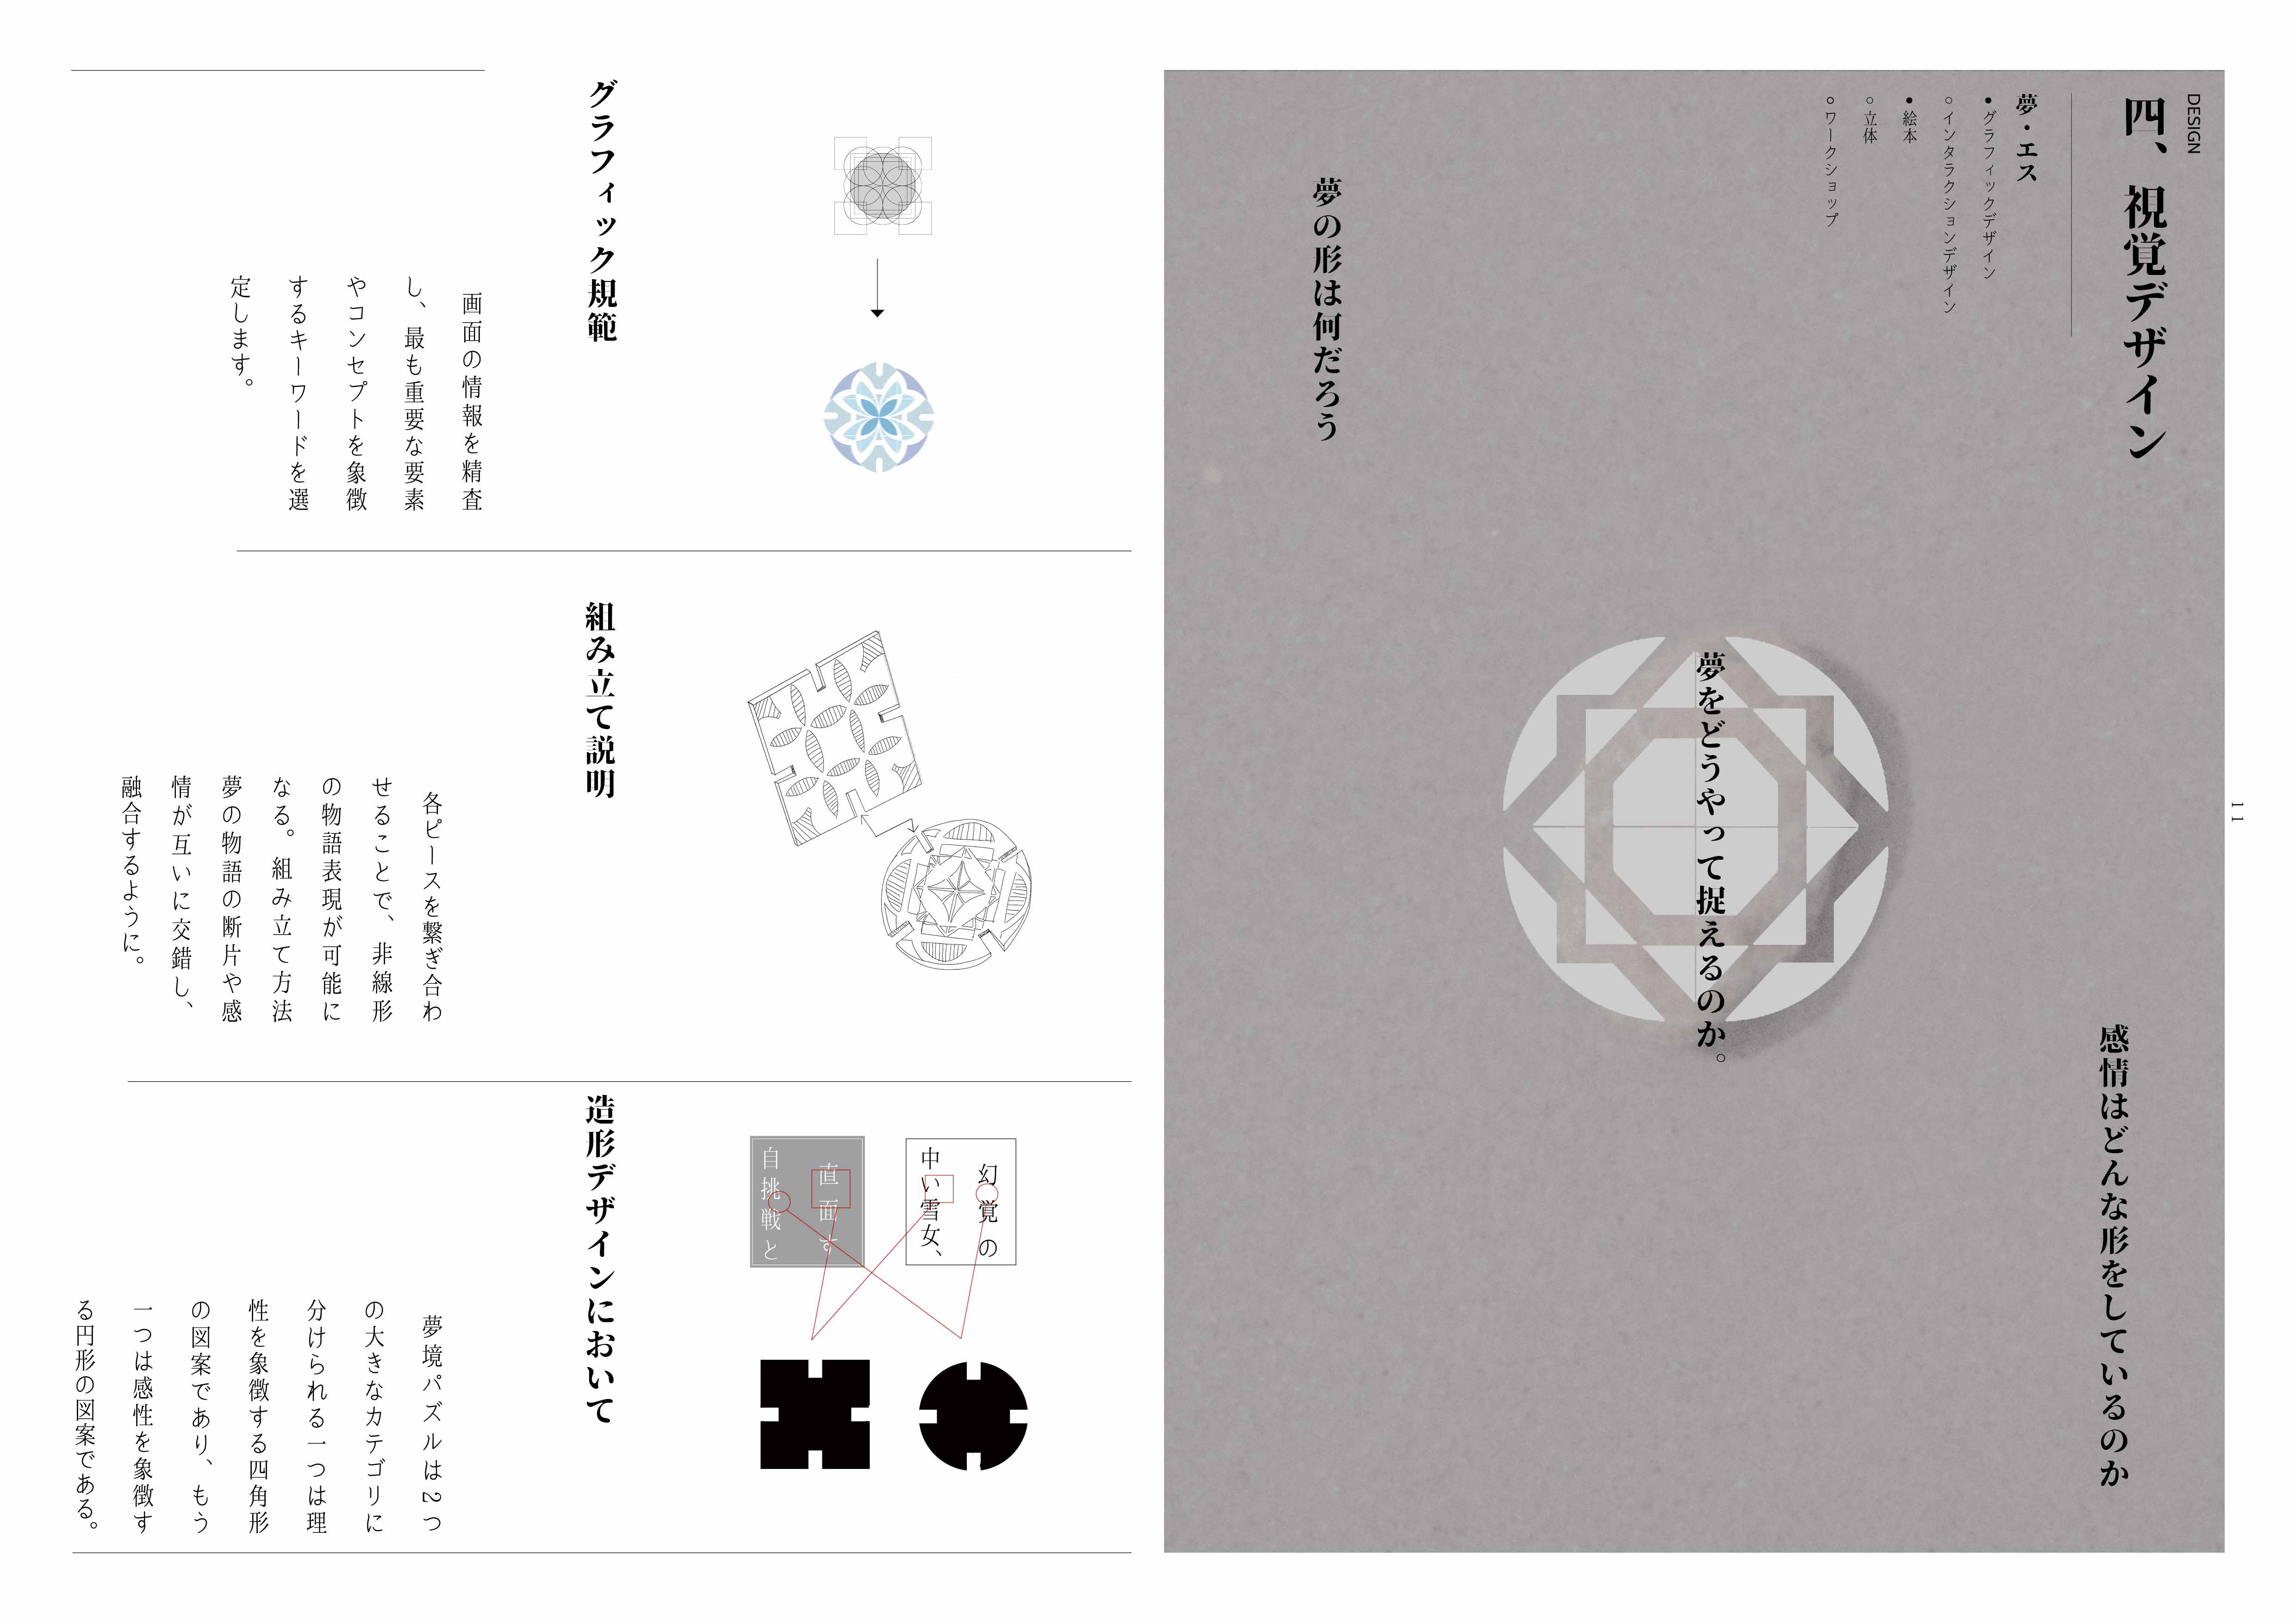 DESIGN
四、視覚デザイン
夢・エス
●グラフィックデザイン
○インタラクションデザイン
●絵本
○立体
○ワークショップ
11
感情はどんな形をしているのか
夢をどうやって捉えるのか。
夢の形は何だろう
グラフィック規範
画面の情報を精査
し、最も重要な要素
やコンセプトを象徴
するキーワードを選
定します。
組み立て説明
各ピースを繋ぎ合わ
せることで、非線形
の物語表現が可能に
なる。組み立て方法
夢の物語の断片や感
情が互いに交錯し、
融合するように。
幻覚の
中い雪女、
直面す
自挑戦と
造形デザインにおいて
夢境パズルは2つ
の大きなカテゴリに
分けられる一つは理
性を象徴する四角形
の図案であり、もう
一つは感性を象徴す
る円形の図案である。